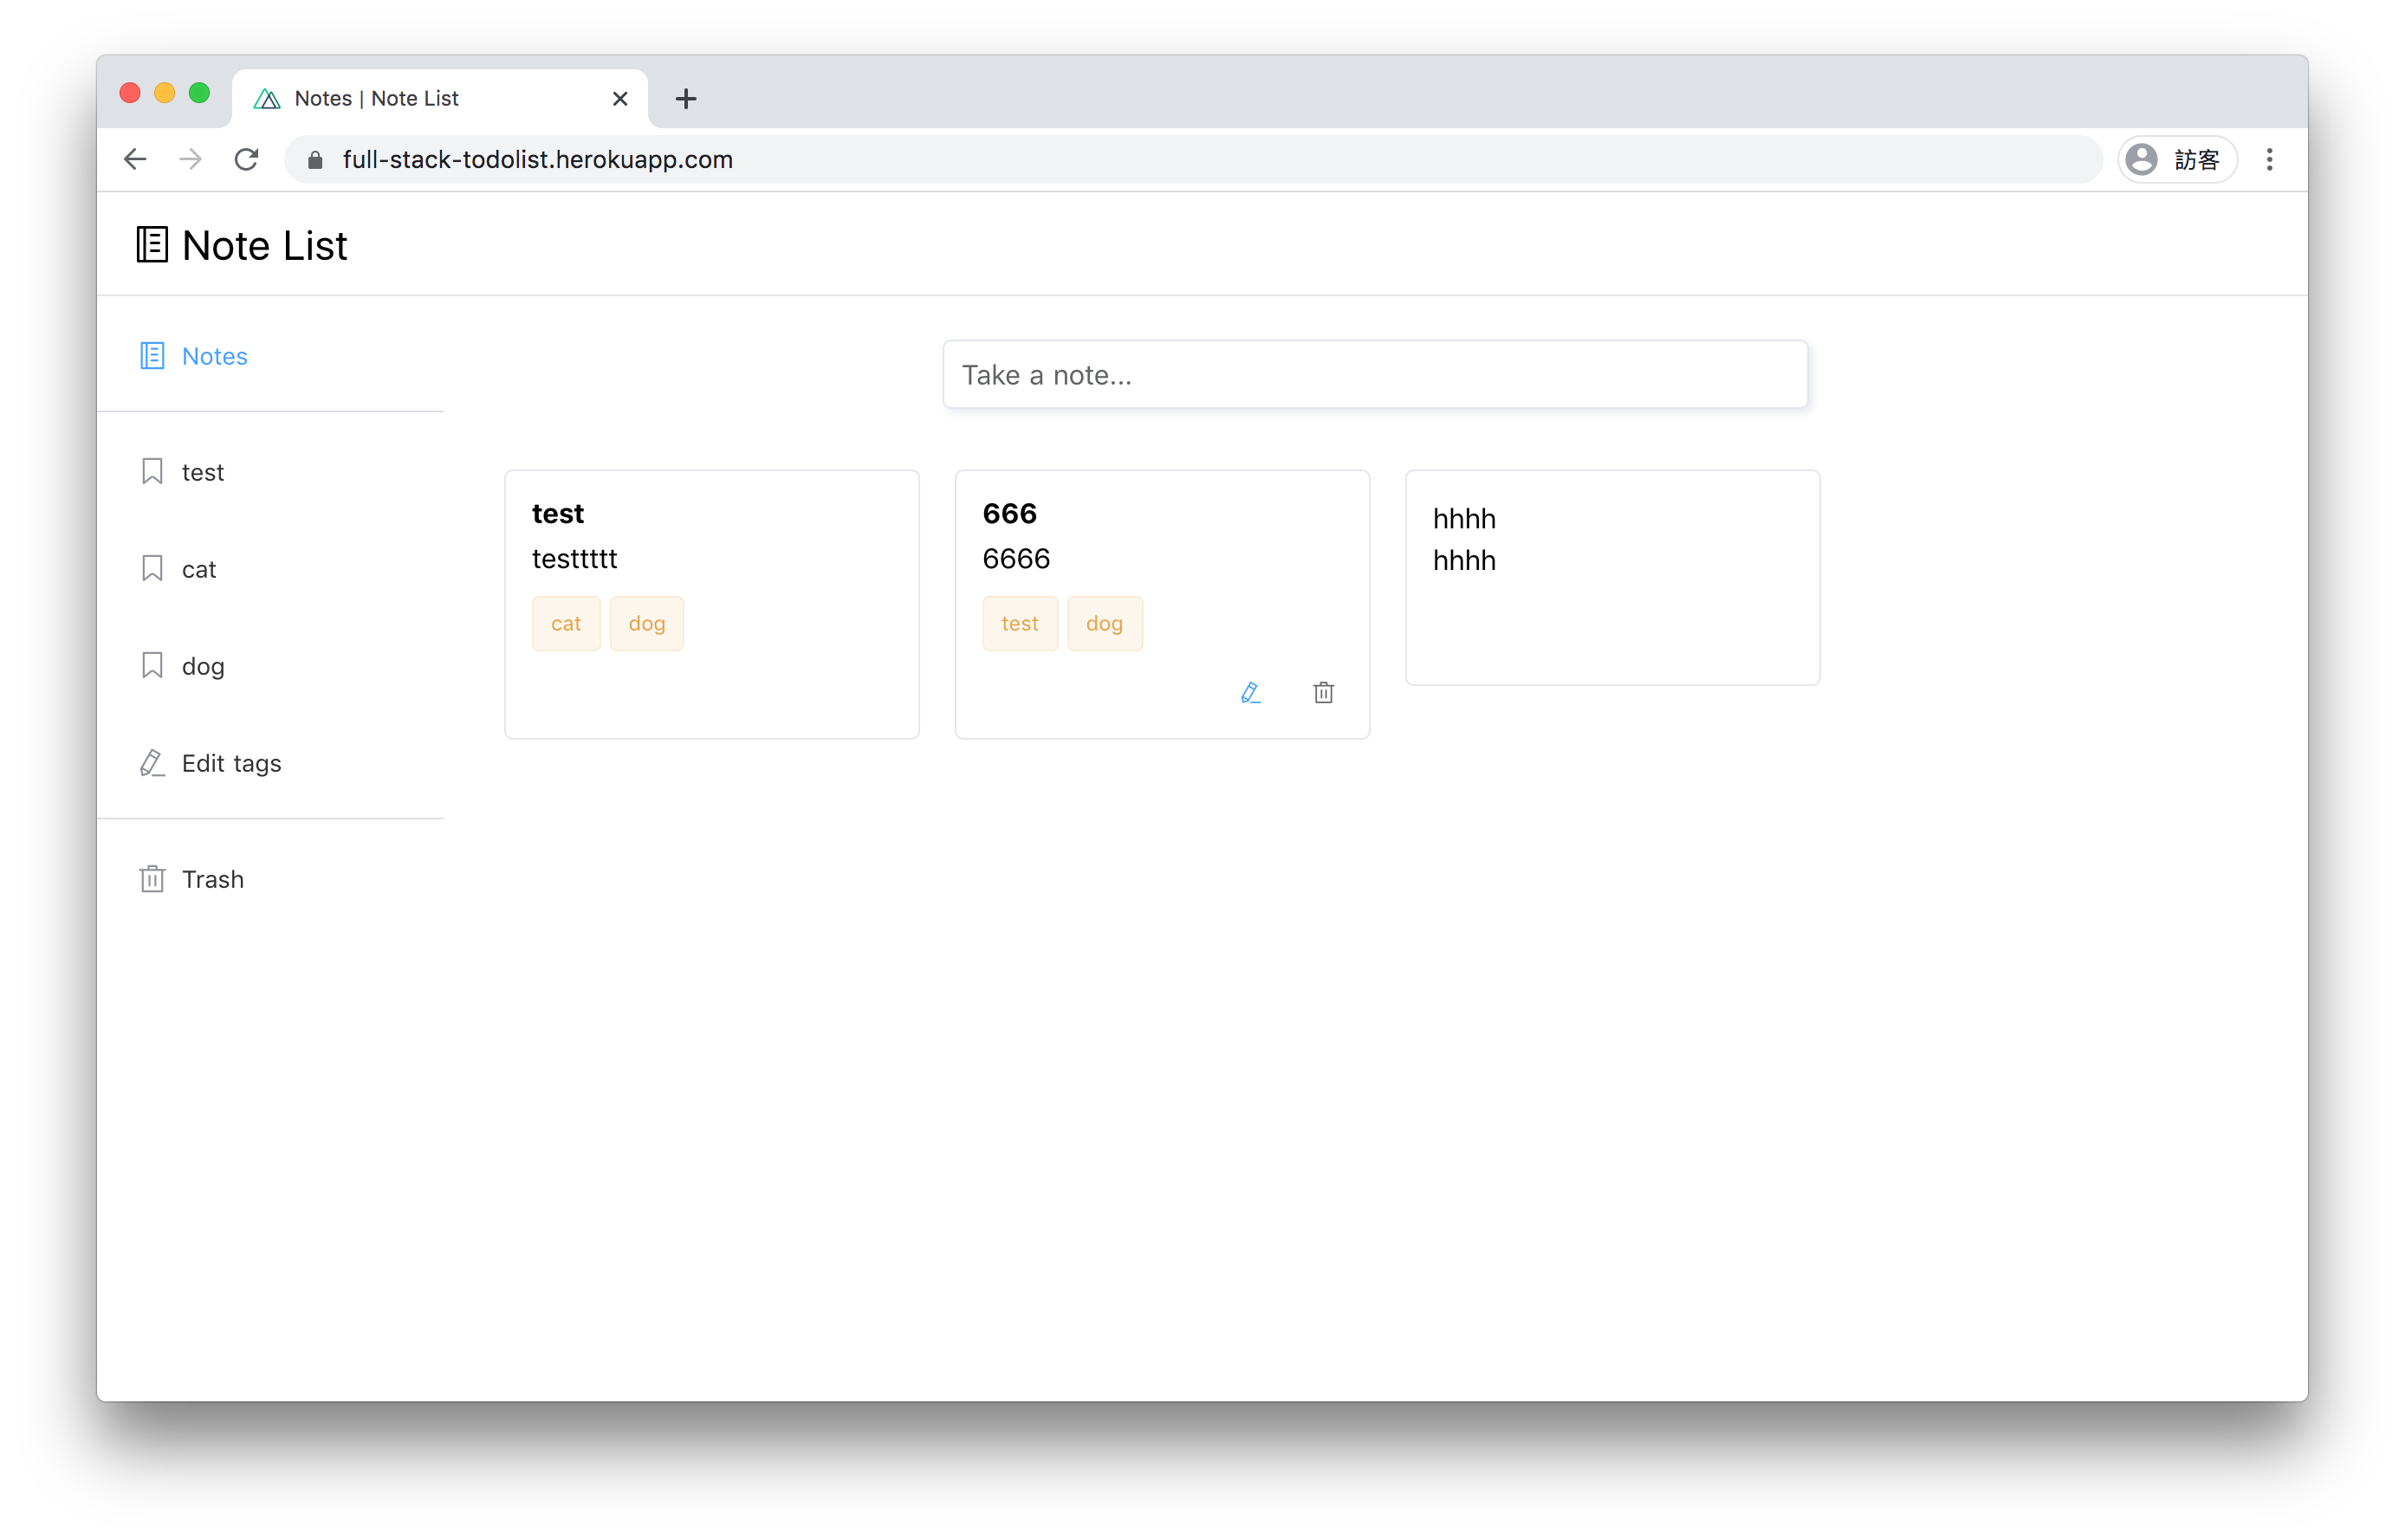 Notes | Note List
full-stack-todolist.herokuapp.com
訪客
Note List
Notes
test
cat
dog
Edit tags
Trash
Take a note...
test
testtttt
cat dog
666
6666
test dog
hhhh
hhhh